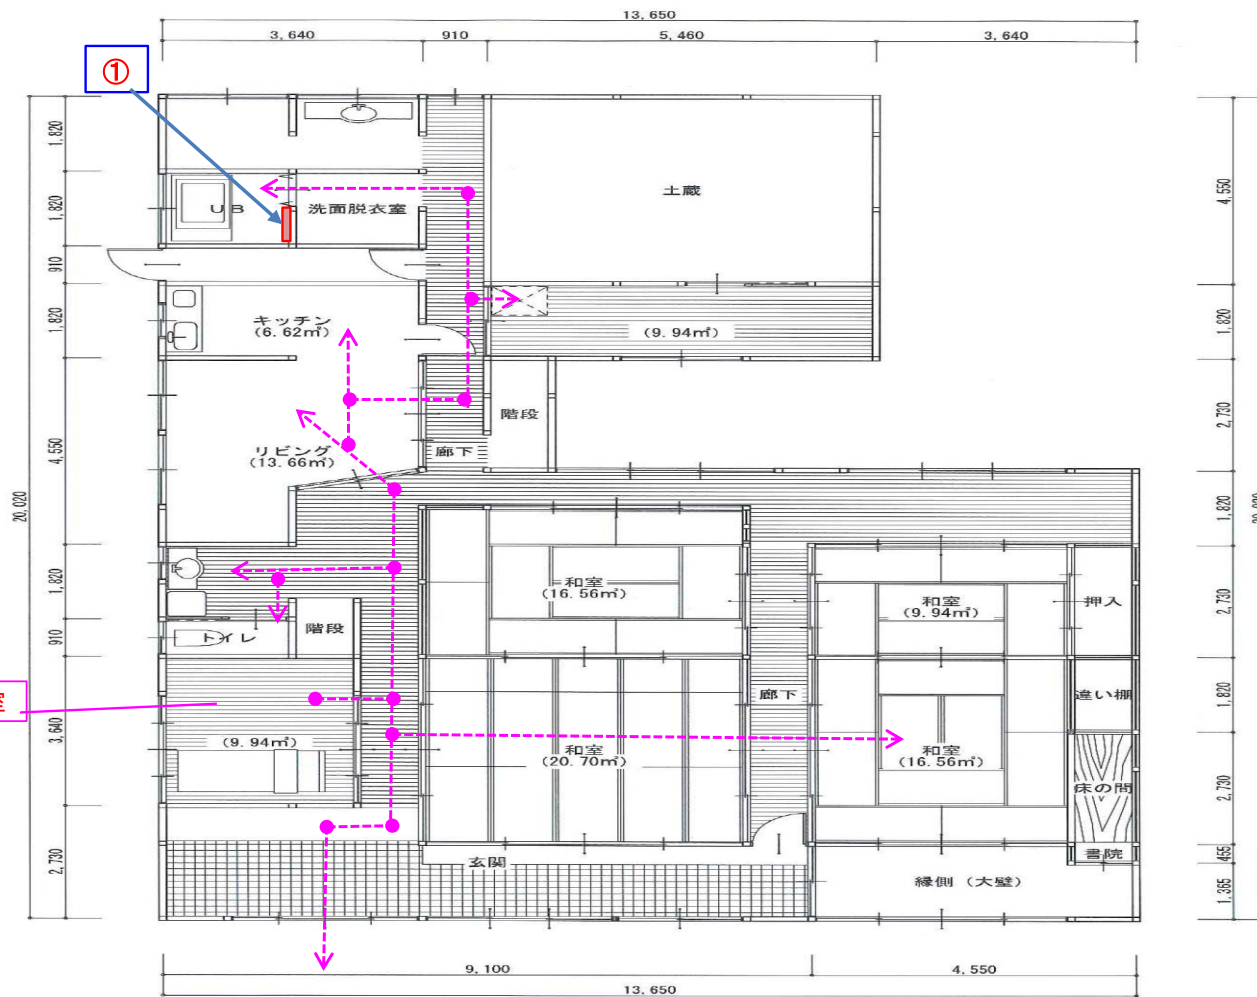 13,650
3,640
910
5,460
3,640
①
1,820
4,550
土蔵
1,820
UB
洗面脱衣室
910
1,820
キッチン
(6.62㎡)
(9.94㎡)
1,820
階段
2,730
リビング
(13.66㎡)
廊下
4,550
20,020
1,820
1,820
和室
(16.56㎡)
和室
(9.94㎡)
押入
2,730
910
トイレ
階段
廊下
違い棚
1,820
3,640
(9.94㎡)
和室
(20.70㎡)
和室
(16.56㎡)
床の間
2,730
2,730
玄関
書院
455
縁側(大壁)
1,365
9,100
4,550
13,650